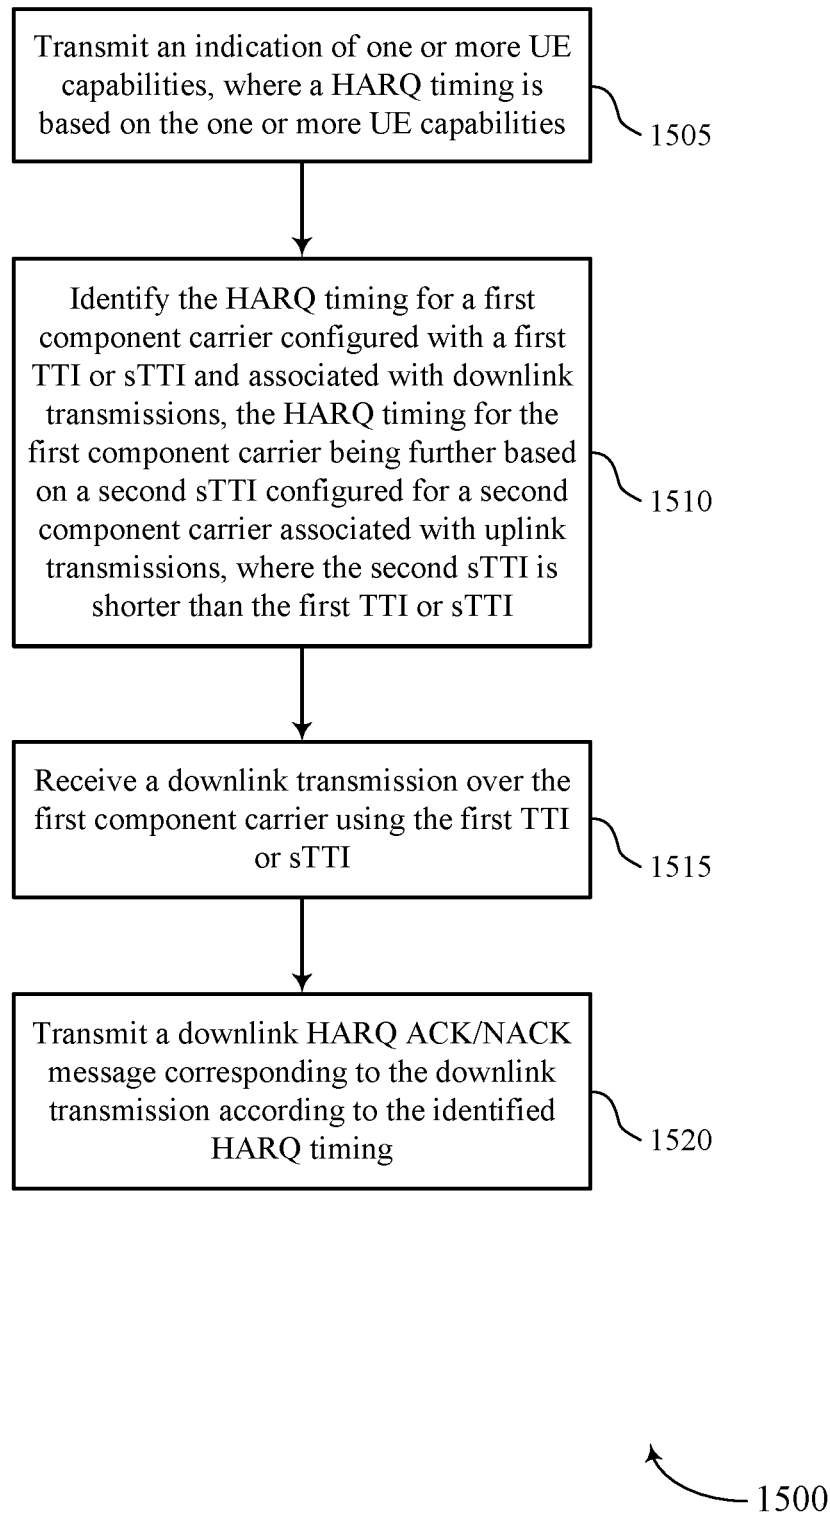 Transmit an indication of one or more UE
capabilities, where a HARQ timing is
based on the one or more UE capabilities
1505
Identify the HARQ timing for a first
component carrier configured with a first
TTI or sTTI and associated with downlink
transmissions, the HARQ timing for the
first component carrier being further based
on a second sTTI configured for a second
component carrier associated with uplink
transmissions, where the second sTTI is
shorter than the first TTI or sTTI
1510
Receive a downlink transmission over the
first component carrier using the first TTI
or sTTI
1515
Transmit a downlink HARQ ACK/NACK
message corresponding to the downlink
transmission according to the identified
HARQ timing
1520
1500